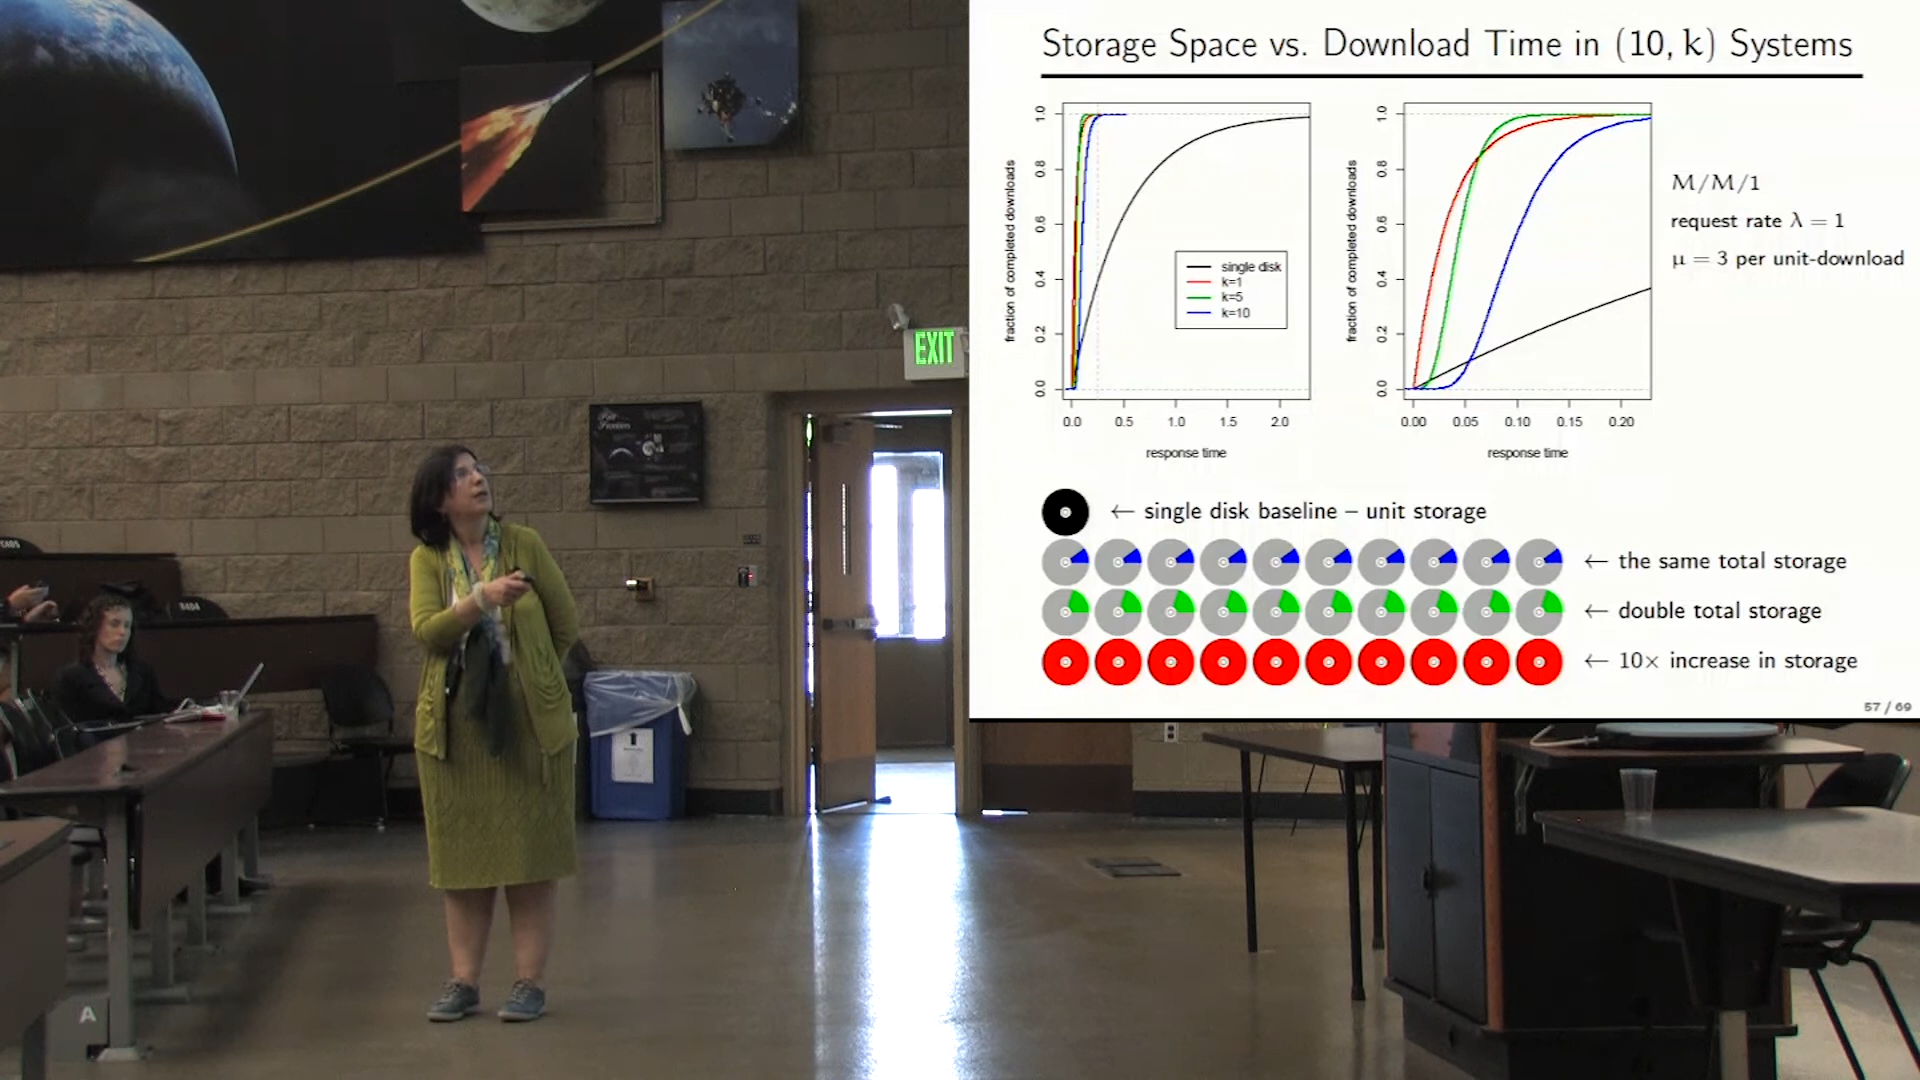 Storage Space vs. Download Time in (10, k) Systems
fraction of completed downloads
0.0 0.2 0.4 0.6 0.8 1.0
single disk
k=1
k=5
k=10
0.0 0.5 1.0 1.5 2.0
response time
fraction of completed downloads
0.0 0.2 0.4 0.6 0.8 1.0
0.00 0.05 0.10 0.15 0.20
response time
M/M/1
request rate λ = 1
μ = 3 per unit-download
← single disk baseline – unit storage
← the same total storage
← double total storage
← 10× increase in storage
57 / 69
EXIT
A